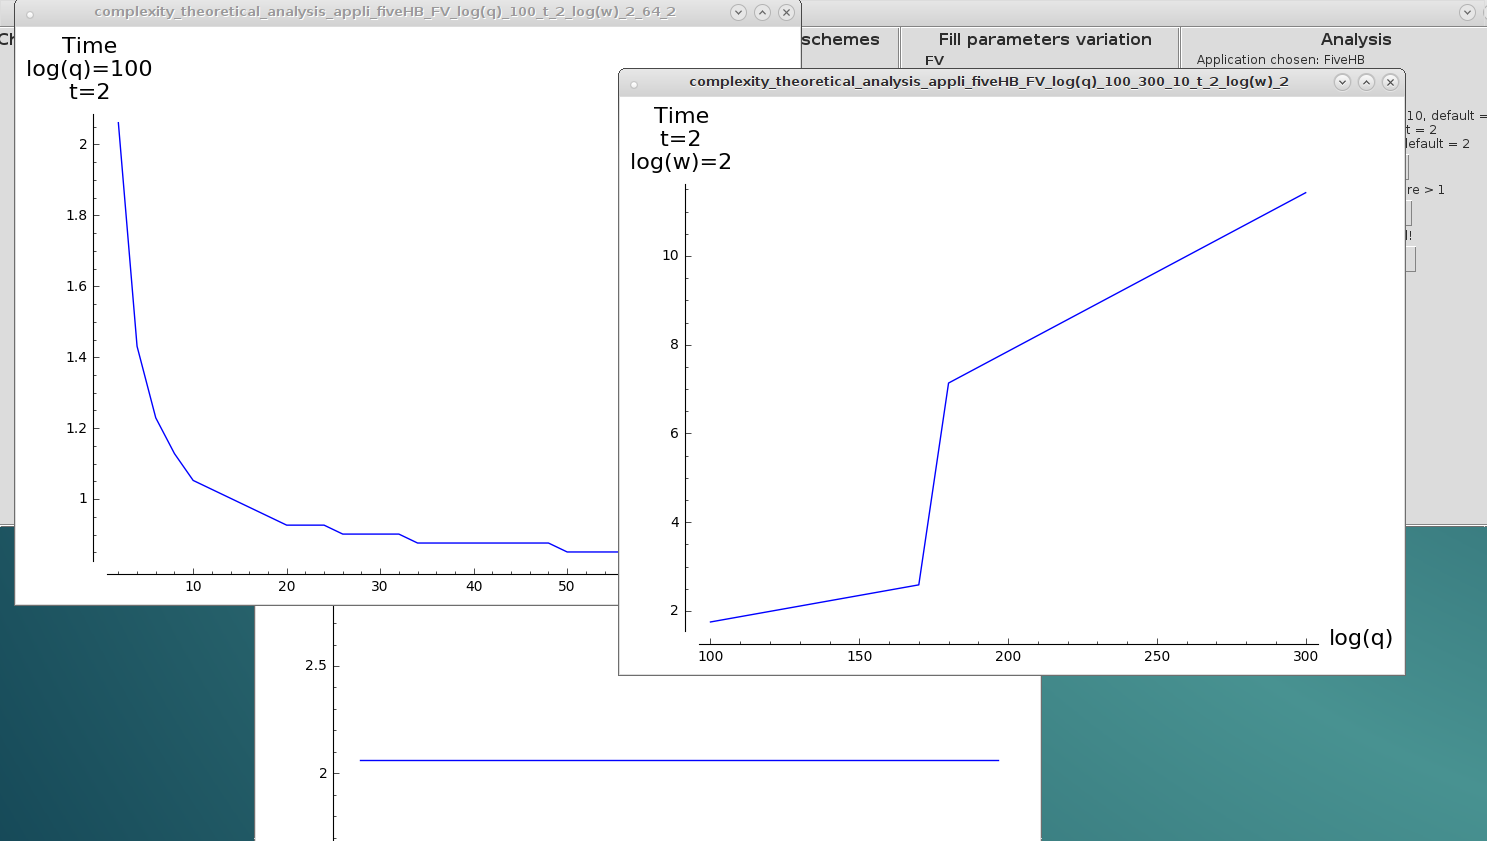 complexity_theoretical_analysis_appli_fiveHB_FV_log(q)_100_t_2_log(w)_2_64_2
Time
log(q)=100
t=2
2
1.8
1.6
1.4
1.2
1
10 20 30 40 50
schemes
Fill parameters variation
FV
Analysis
Application chosen: FiveHB
10, default =
t = 2
default = 2
re > 1
complexity_theoretical_analysis_appli_fiveHB_FV_log(q)_100_300_10_t_2_log(w)_2
Time
t=2
log(w)=2
10
8
6
4
2
100 150 200 250 300
log(q)
2.5
2